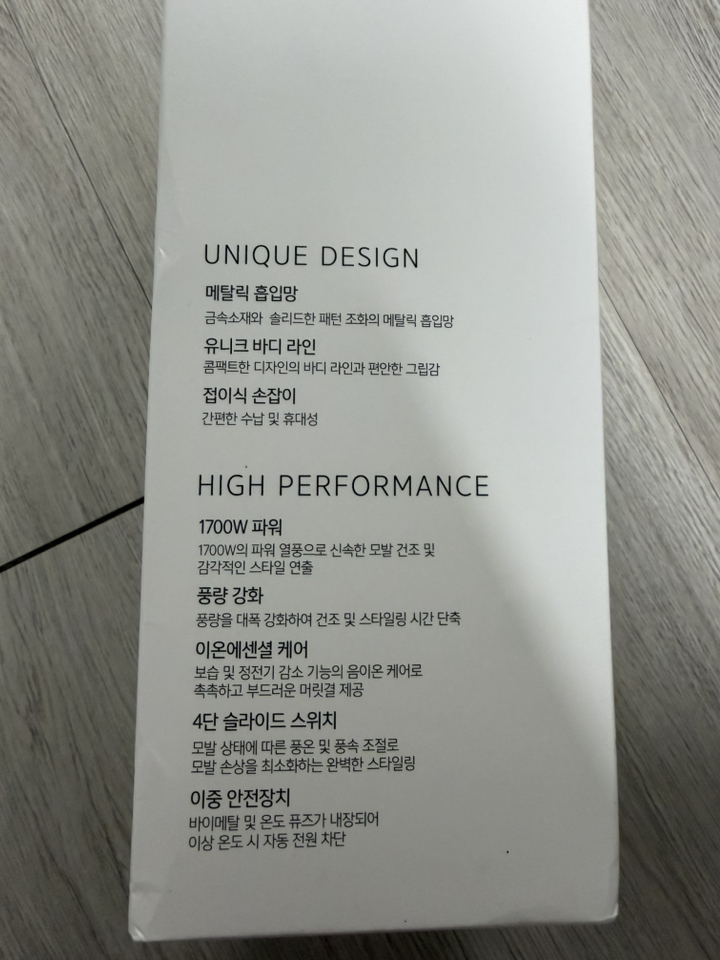 UNIQUE DESIGN
메탈릭 흡입망
금속소재와 솔리드한 패턴 조화의 메탈릭 흡입망
유니크 바디 라인
콤팩트한 디자인의 바디 라인과 편안한 그립감
접이식 손잡이
간편한 수납 및 휴대성
HIGH PERFORMANCE
1700W 파워
1700W의 파워 열풍으로 신속한 모발 건조 및
감각적인 스타일 연출
풍량 강화
풍량을 대폭 강화하여 건조 및 스타일링 시간 단축
이온에센셜 케어
보습 및 정전기 감소 기능의 음이온 케어로
촉촉하고 부드러운 머릿결 제공
4단 슬라이드 스위치
모발 상태에 따른 풍온 및 풍속 조절로
모발 손상을 최소화하는 완벽한 스타일링
이중 안전장치
바이메탈 및 온도 퓨즈가 내장되어
이상 온도 시 자동 전원 차단